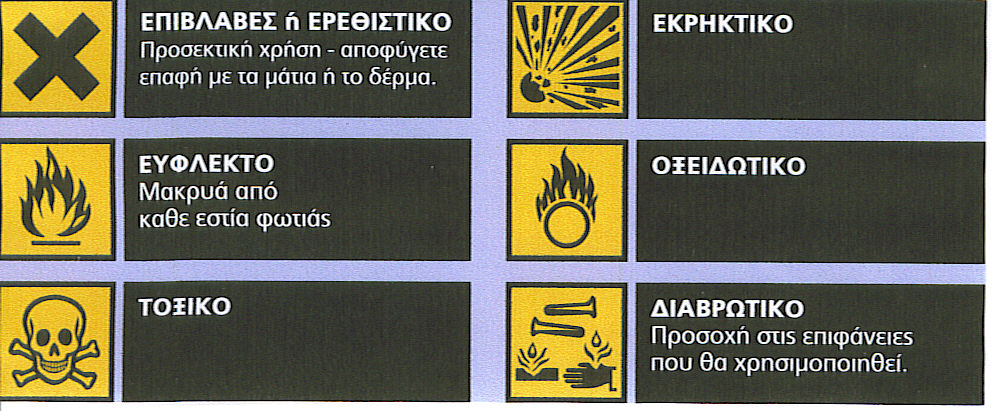 ΕΠΙΒΛΑΒΕΣ ή ΕΡΕΘΙΣΤΙΚΟ
Προσεκτική χρήση - αποφύγετε
επαφή με τα μάτια ή το δέρμα.
ΕΚΡΗΚΤΙΚΟ
ΕΥΦΛΕΚΤΟ
Μακρυά από
καθε εστία φωτιάς
ΟΞΕΙΔΩΤΙΚΟ
ΤΟΞΙΚΟ
ΔΙΑΒΡΩΤΙΚΟ
Προσοχή στις επιφάνειες
που θα χρησιμοποιηθεί.